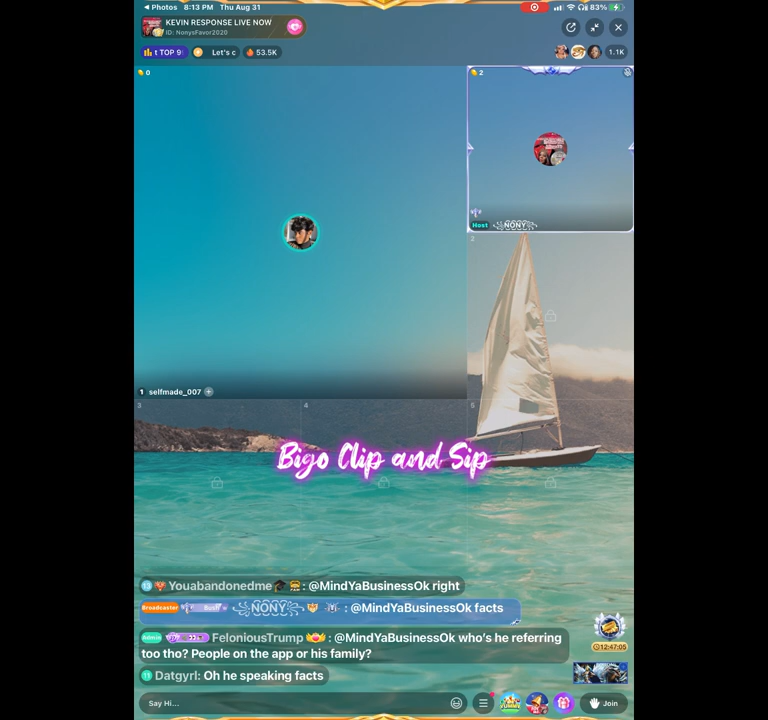 Photos 8:13 PM Thu Aug 31 83%
KEVIN RESPONSE LIVE NOW
ID: NonysFavor2020
t TOP 9 Let's c 53.5K 1.1K
0 2
Host NONY
2
1 selfmade_007
3 4 5
Bigo Clip and Sip
13 Youabandonedme : @MindYaBusinessOk right
Broadcaster NONY : @MindYaBusinessOk facts
Admin FeloniousTrump : @MindYaBusinessOk who's he referring
too tho? People on the app or his family?
11 Datgyrl: Oh he speaking facts
12:47:05
Say Hi... Join